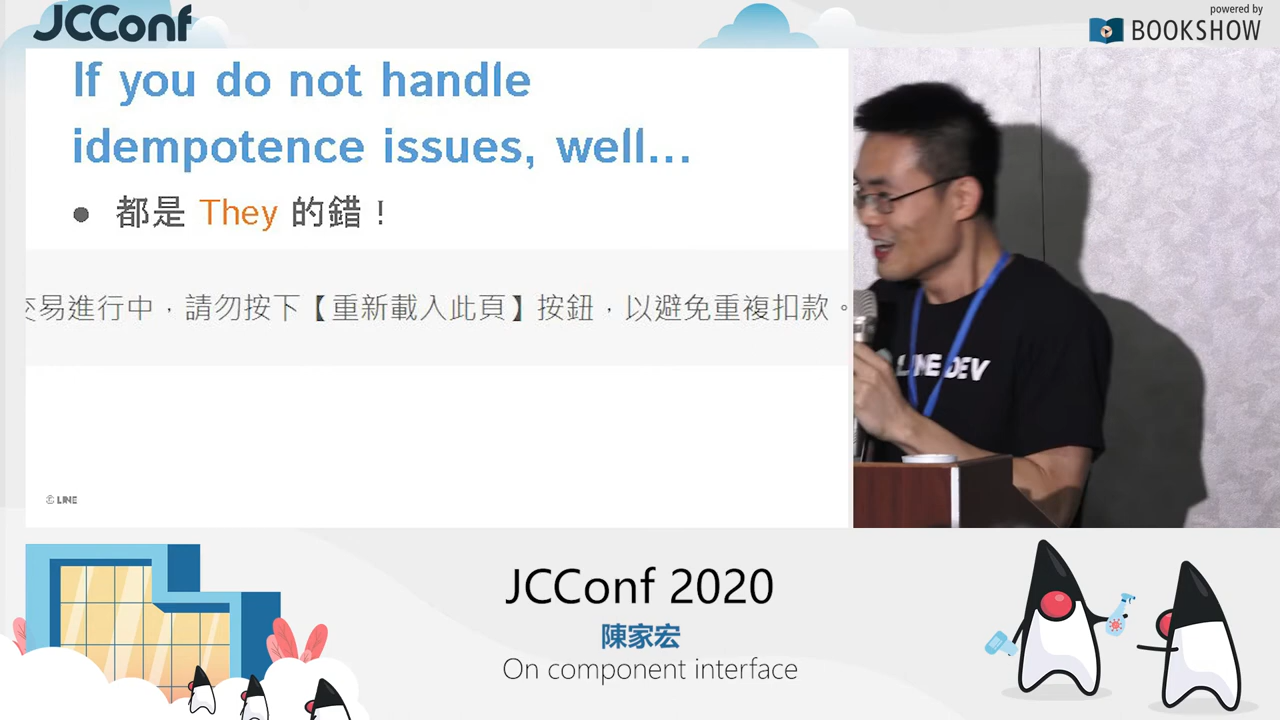 JCConf
powered by
BOOKSHOW
If you do not handle
idempotence issues, well...
• 都是 They 的錯！
交易進行中，請勿按下【重新載入此頁】按鈕，以避免重複扣款。
LINE
LINE DEV
JCConf 2020
陳家宏
On component interface